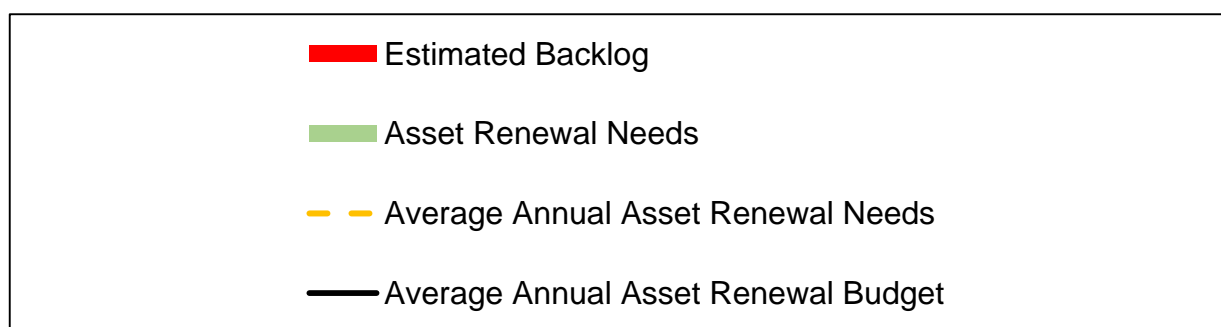 Estimated Backlog
Asset Renewal Needs
Average Annual Asset Renewal Needs
Average Annual Asset Renewal Budget